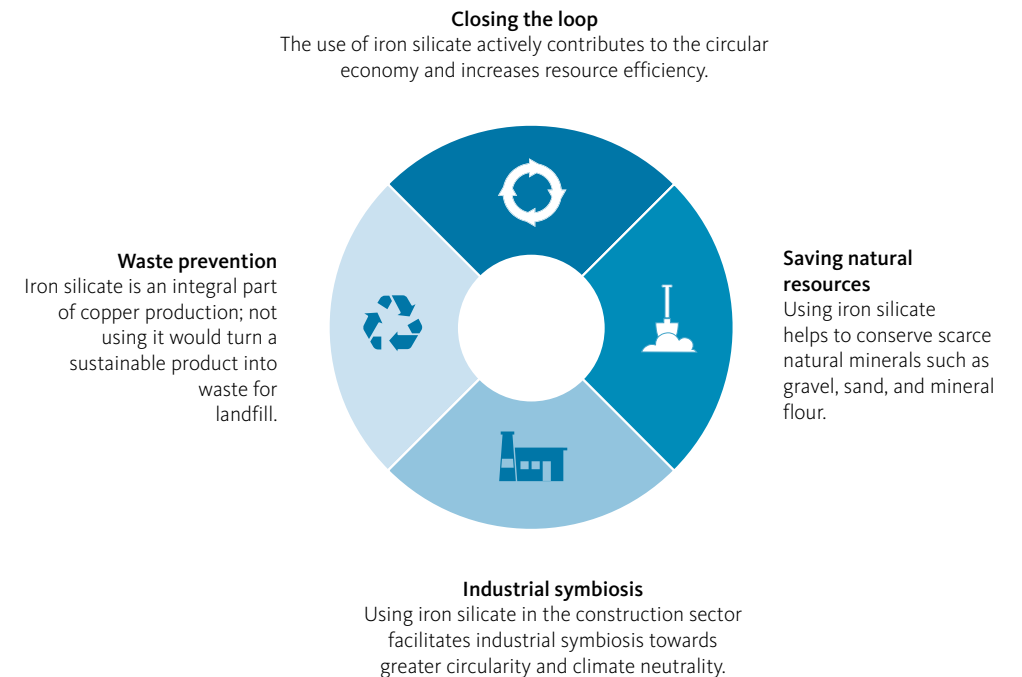 Closing the loop
The use of iron silicate actively contributes to the circular
economy and increases resource efficiency.
Waste prevention
Iron silicate is an integral part
of copper production; not
using it would turn a
sustainable product into
waste for
landfill.
Saving natural
resources
Using iron silicate
helps to conserve scarce
natural minerals such as
gravel, sand, and mineral
flour.
Industrial symbiosis
Using iron silicate in the construction sector
facilitates industrial symbiosis towards
greater circularity and climate neutrality.